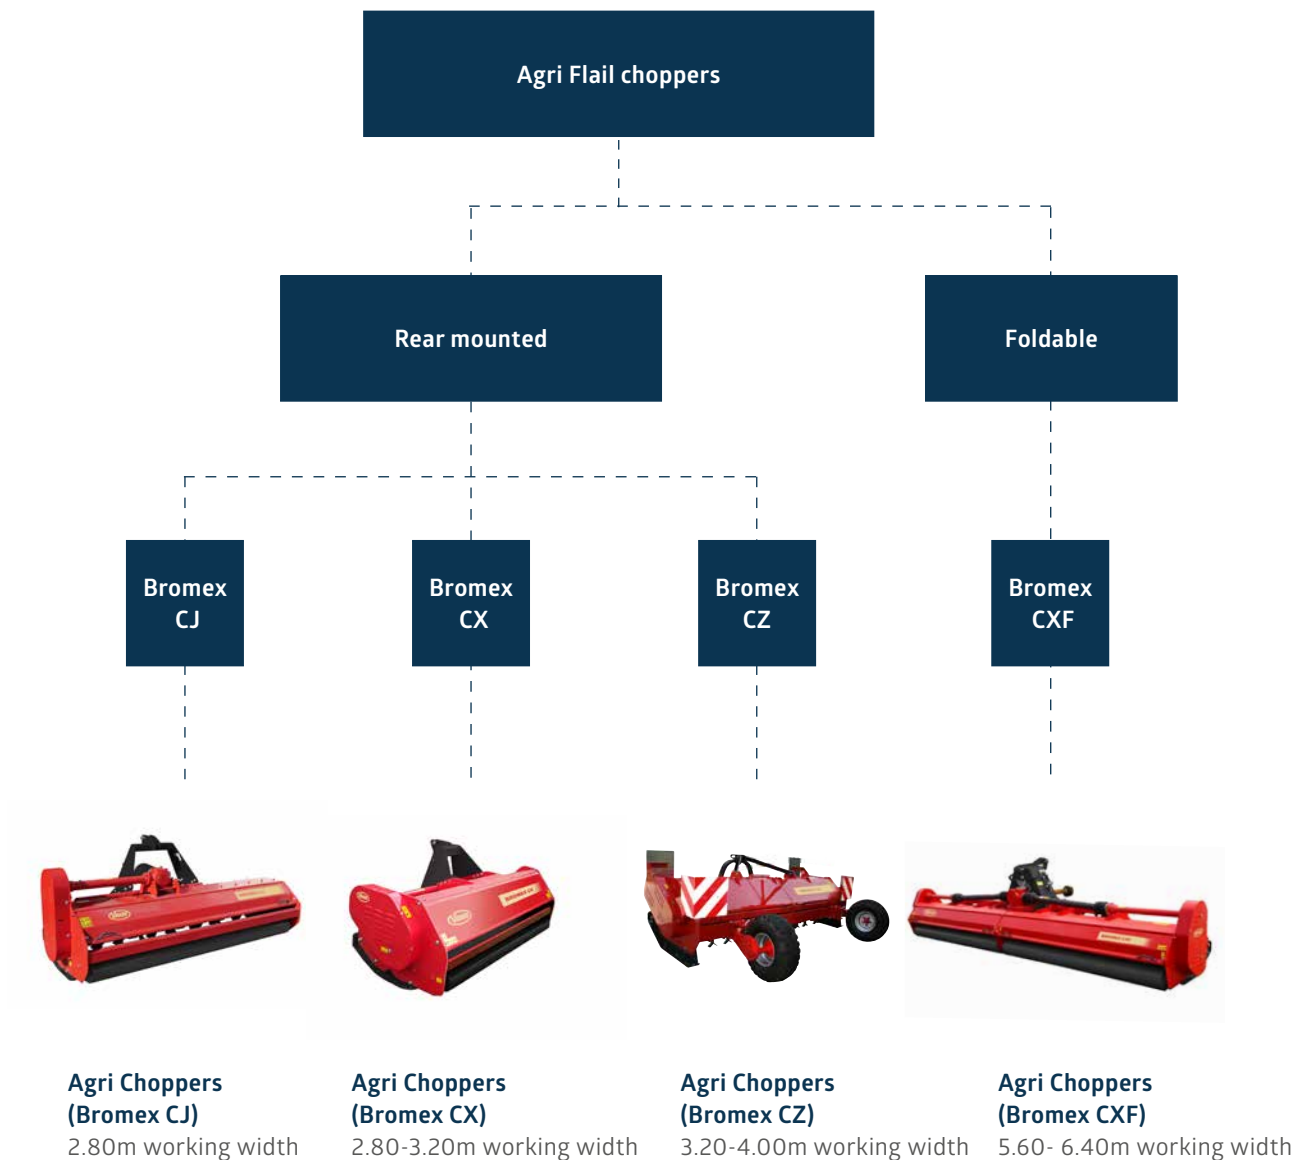 Agri Flail choppers
Rear mounted
Foldable
Bromex
CJ
Bromex
CX
Bromex
CZ
Bromex
CXF
Agri Choppers
(Bromex CJ)
2.80m working width
Agri Choppers
(Bromex CX)
2.80-3.20m working width
Agri Choppers
(Bromex CZ)
3.20-4.00m working width
Agri Choppers
(Bromex CXF)
5.60- 6.40m working width